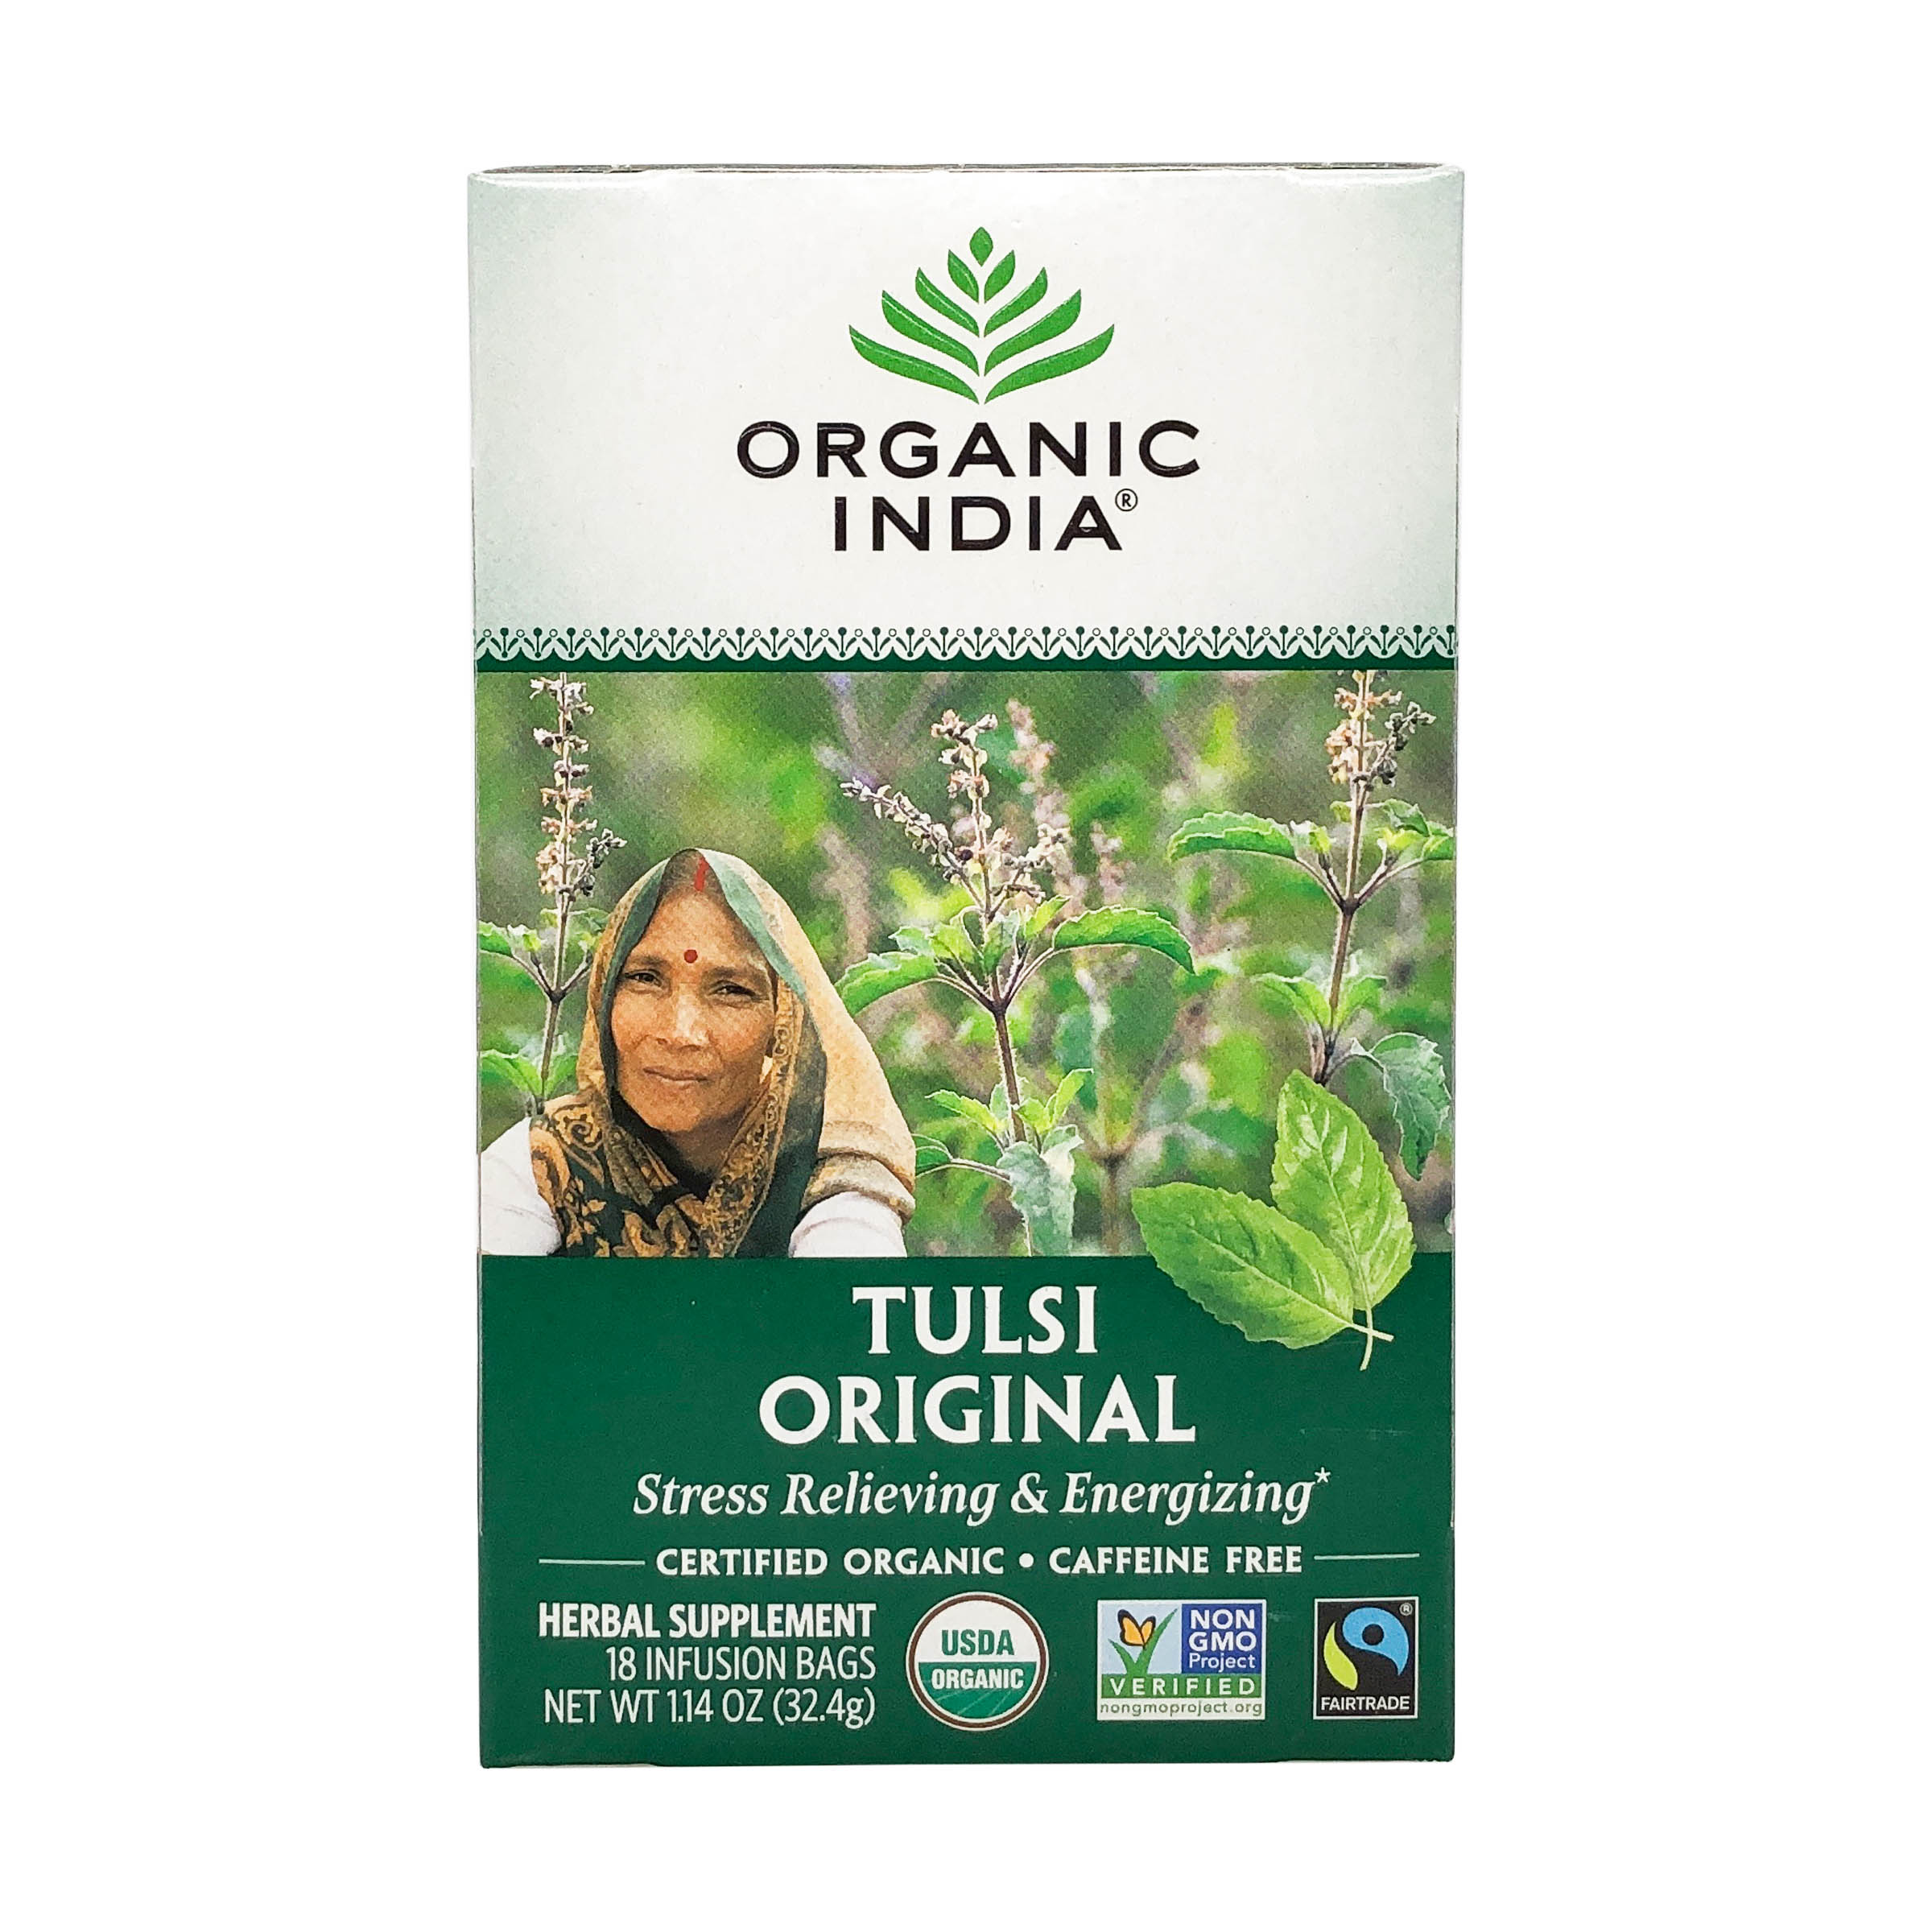 ORGANIC
INDIA®
TULSI
ORIGINAL
Stress Relieving & Energizing*
CERTIFIED ORGANIC • CAFFEINE FREE
HERBAL SUPPLEMENT
18 INFUSION BAGS
NET WT 1.14 OZ (32.4g)
USDA
ORGANIC
NON
GMO
Project
VERIFIED
nongmoproject.org
®
FAIRTRADE